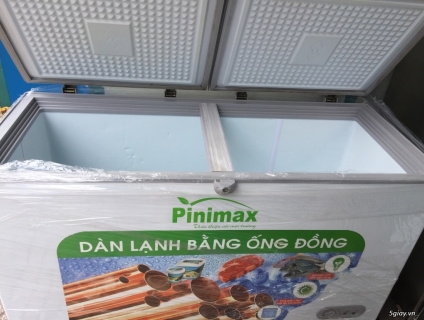 Pinimax
DÀN LẠNH BẰNG ỐNG ĐỒNG
5giay.vn